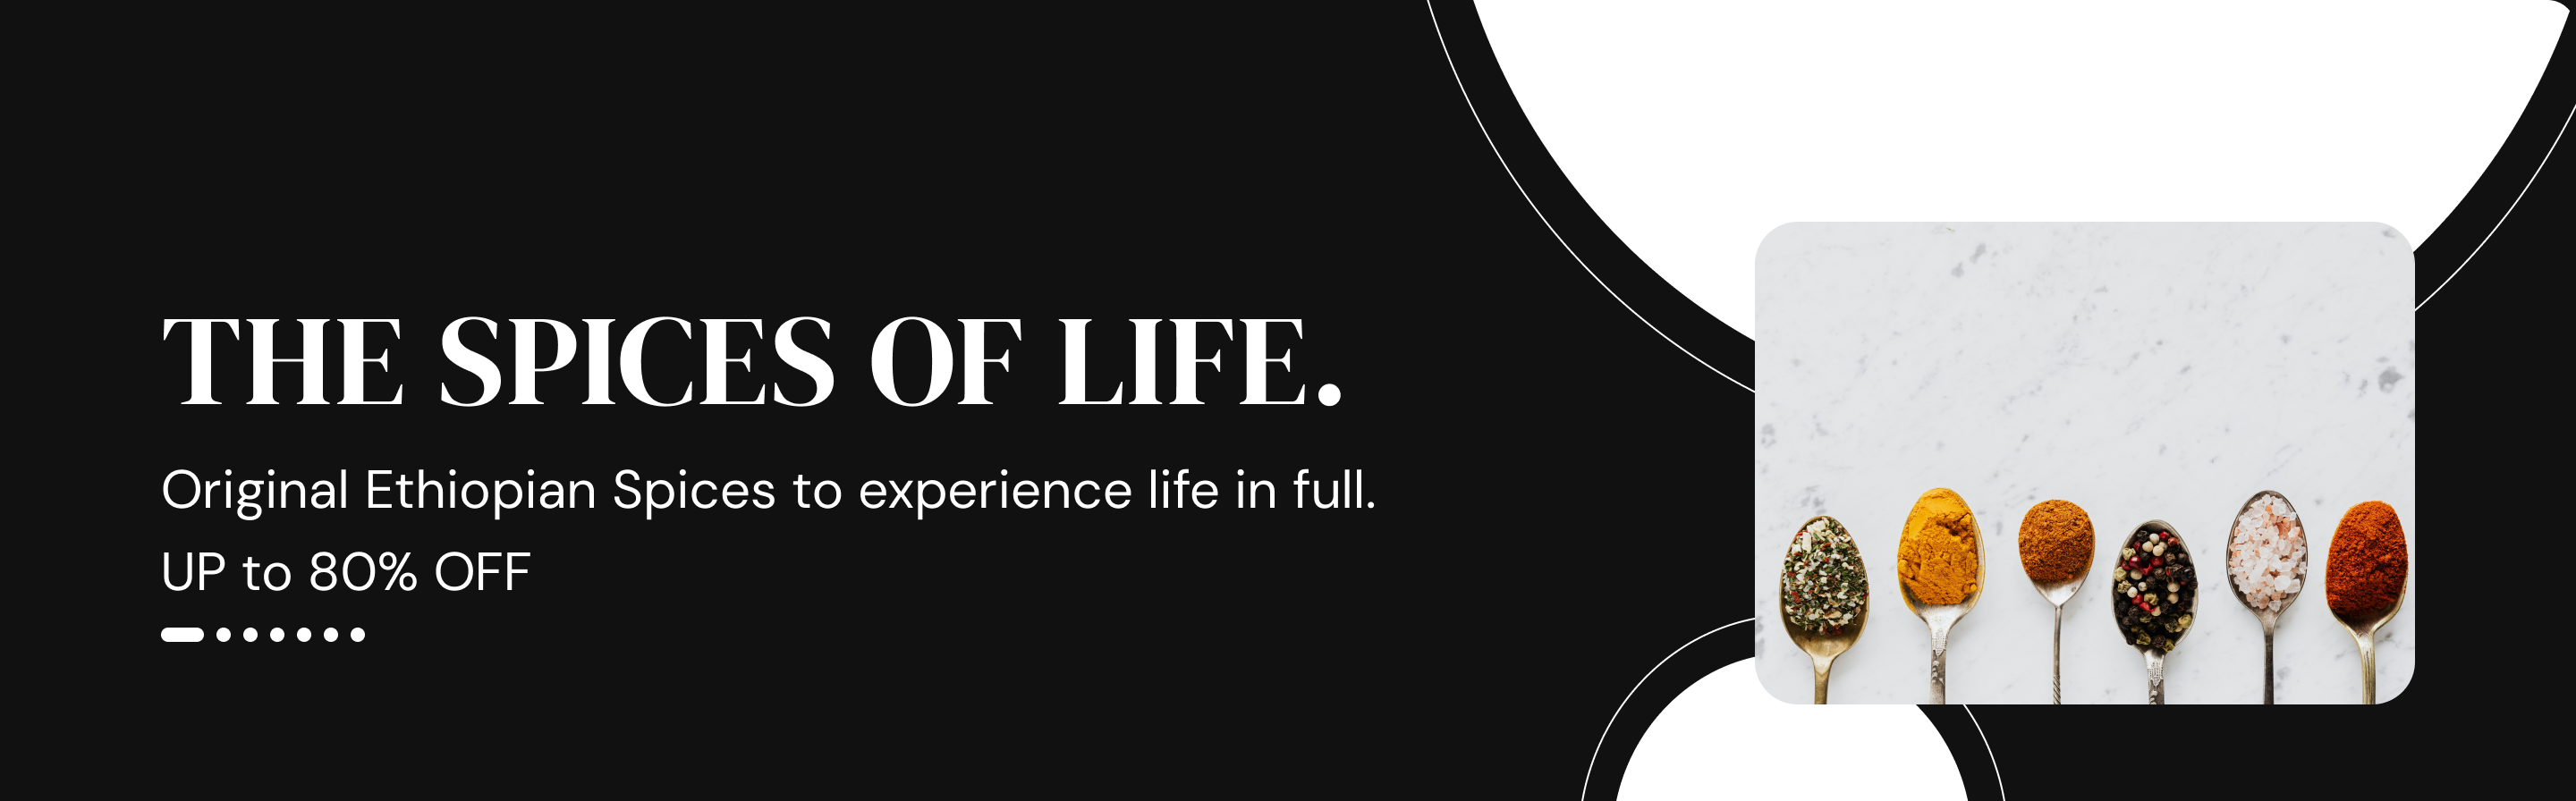 THE SPICES OF LIFE.
Original Ethiopian Spices to experience life in full.
UP to 80% OFF